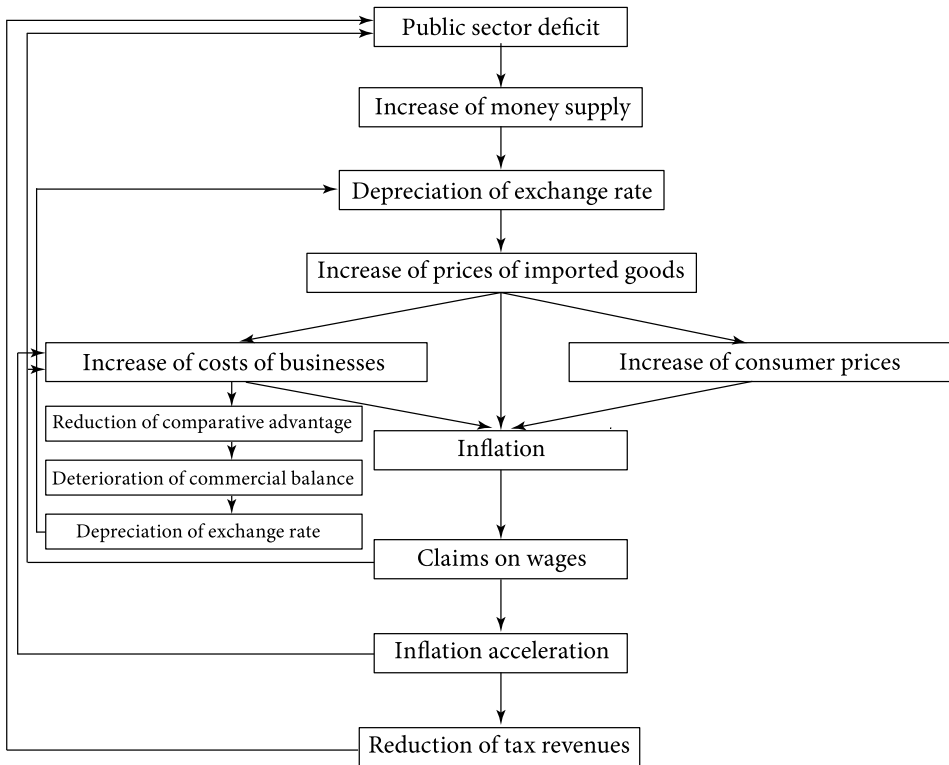 Public sector deficit
Increase of money supply
Depreciation of exchange rate
Increase of prices of imported goods
Increase of costs of businesses
Increase of consumer prices
Reduction of comparative advantage
Inflation
Deterioration of commercial balance
Depreciation of exchange rate
Claims on wages
Inflation acceleration
Reduction of tax revenues